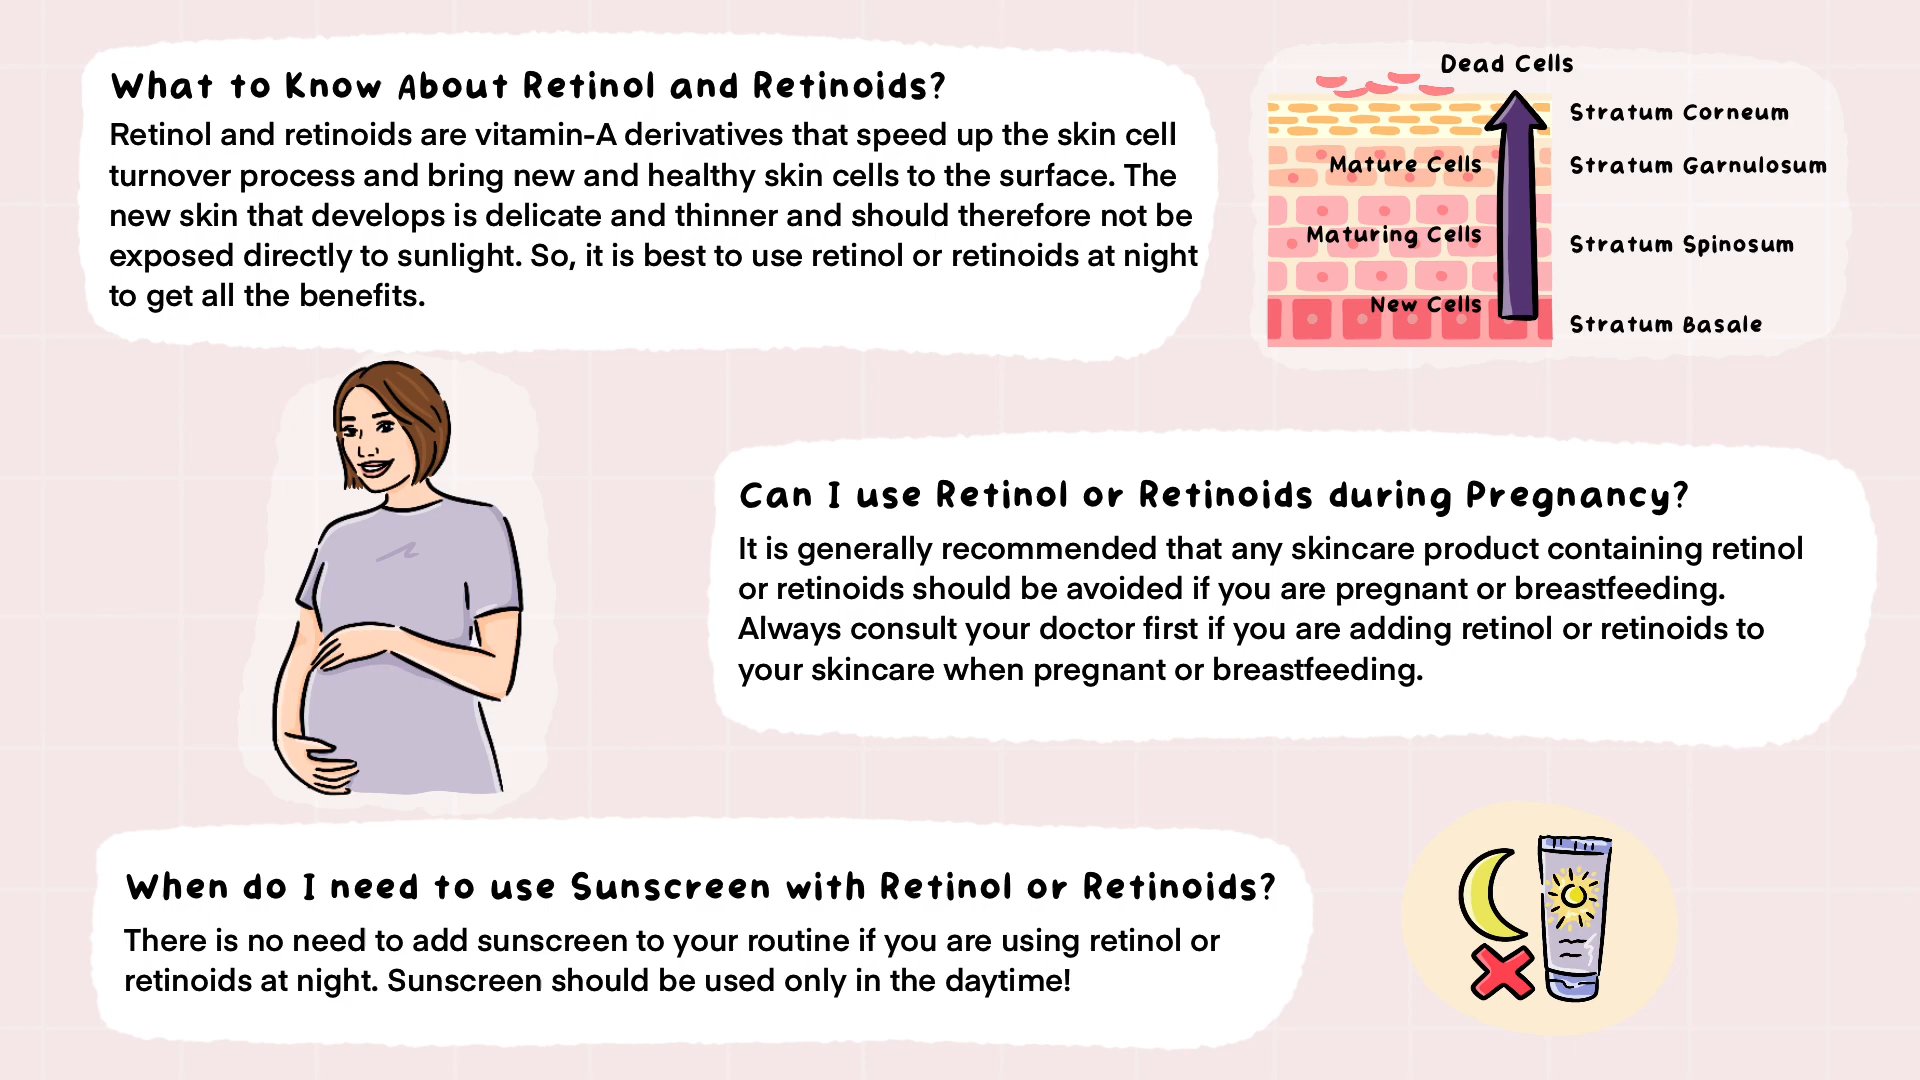 What to Know About Retinol and Retinoids?
Retinol and retinoids are vitamin-A derivatives that speed up the skin cell
turnover process and bring new and healthy skin cells to the surface. The
new skin that develops is delicate and thinner and should therefore not be
exposed directly to sunlight. So, it is best to use retinol or retinoids at night
to get all the benefits.
Dead Cells
Stratum Corneum
Mature Cells
Stratum Garnulosum
Maturing Cells
Stratum Spinosum
New Cells
Stratum Basale
Can I use Retinol or Retinoids during Pregnancy?
It is generally recommended that any skincare product containing retinol
or retinoids should be avoided if you are pregnant or breastfeeding.
Always consult your doctor first if you are adding retinol or retinoids to
your skincare when pregnant or breastfeeding.
When do I need to use Sunscreen with Retinol or Retinoids?
There is no need to add sunscreen to your routine if you are using retinol or
retinoids at night. Sunscreen should be used only in the daytime!